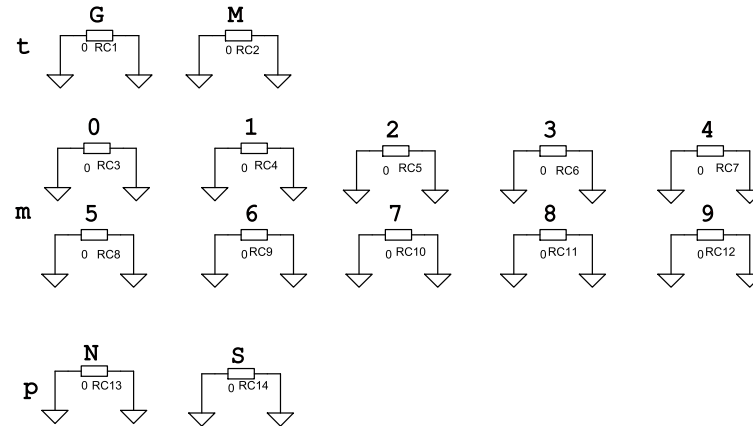 G M
t 0 RC1 0 RC2
0 1 2 3 4
0 RC3 0 RC4 0 RC5 0 RC6 0 RC7
m 5 6 7 8 9
0 RC8 0RC9 0 RC10 0RC11 0RC12
N S
p 0 RC13 0 RC14